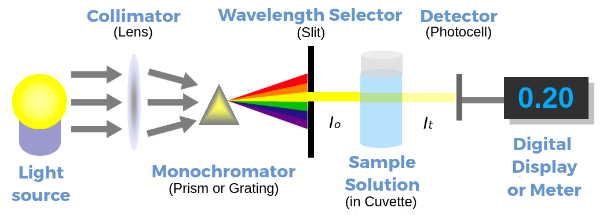 Collimator
(Lens)
Wavelength Selector
(Slit)
Detector
(Photocell)
0.20
Io
It
Light
source
Monochromator
(Prism or Grating)
Sample
Solution
(in Cuvette)
Digital
Display
or Meter